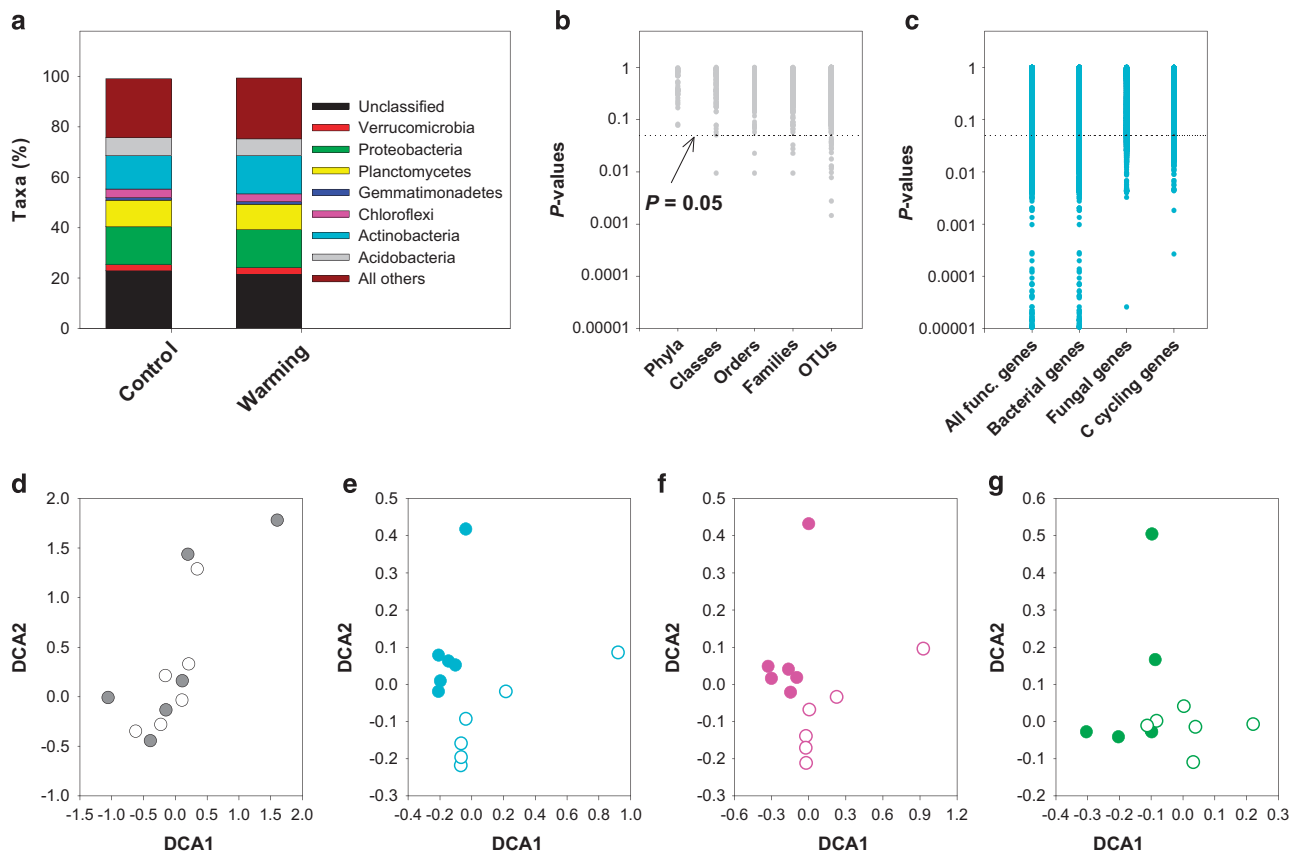 a
Taxa (%)
100
80
60
40
20
0
Control
Warming
Unclassified
Verrucomicrobia
Proteobacteria
Planctomycetes
Gemmatimonadetes
Chloroflexi
Actinobacteria
Acidobacteria
All others
b
P-values
1
0.1
0.01
0.001
0.0001
0.00001
P = 0.05
Phyla
Classes
Orders
Families
OTUs
c
P-values
1
0.1
0.01
0.001
0.0001
0.00001
All func. genes
Bacterial genes
Fungal genes
C cycling genes
d
DCA2
2.0
1.5
1.0
0.5
0.0
-0.5
-1.0
-1.5 -1.0 -0.5 0.0 0.5 1.0 1.5 2.0
DCA1
e
DCA2
0.5
0.4
0.3
0.2
0.1
0.0
-0.1
-0.2
-0.3
-0.4 -0.2 0.0 0.2 0.4 0.6 0.8 1.0
DCA1
f
DCA2
0.5
0.4
0.3
0.2
0.1
0.0
-0.1
-0.2
-0.3
-0.6 -0.3 0.0 0.3 0.6 0.9 1.2
DCA1
g
DCA2
0.6
0.5
0.4
0.3
0.2
0.1
0.0
-0.1
-0.2
-0.4 -0.3 -0.2 -0.1 0.0 0.1 0.2 0.3
DCA1